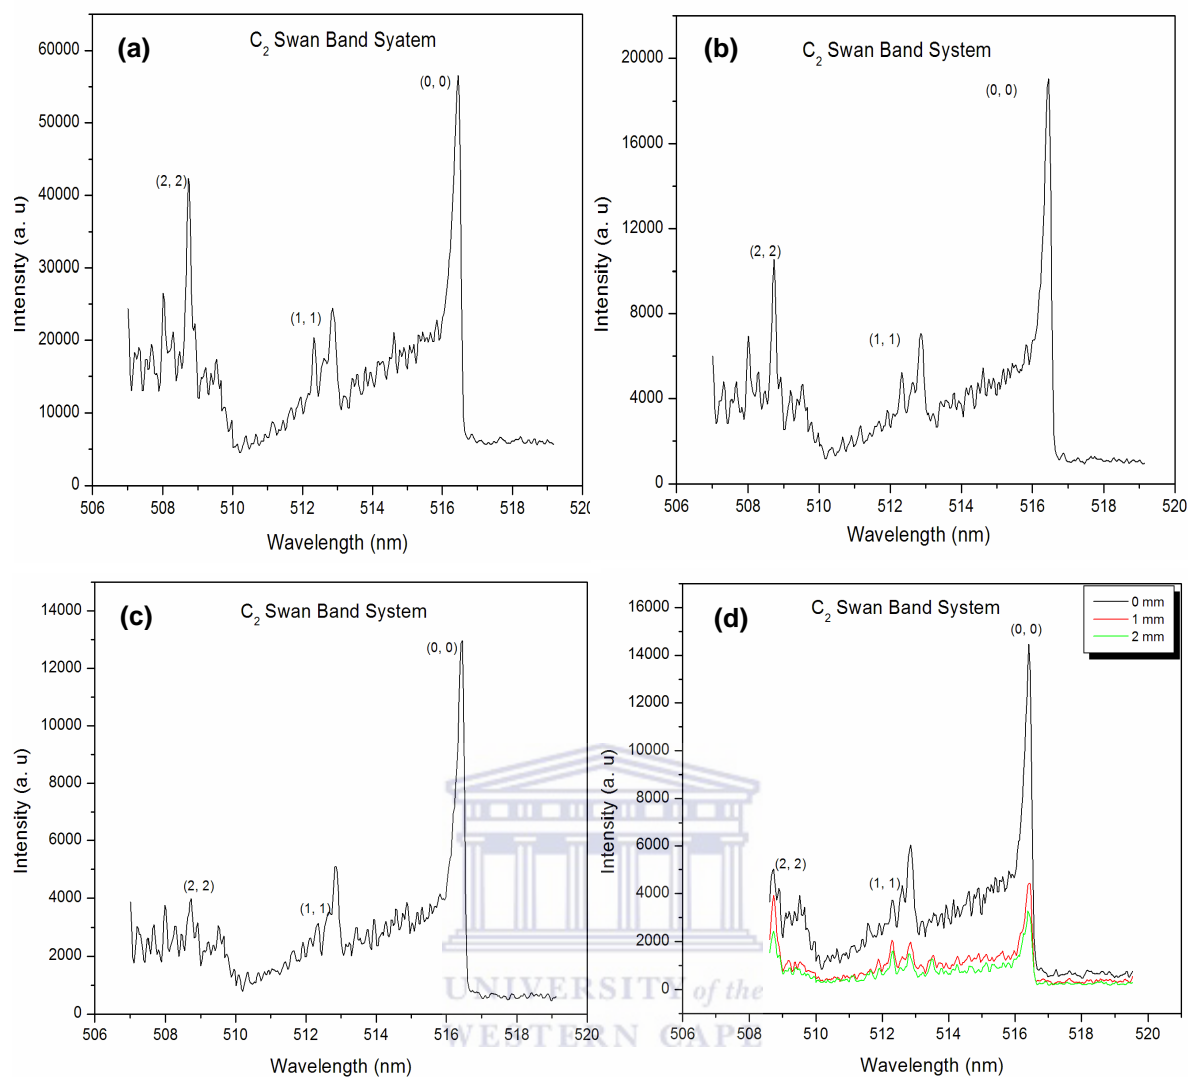 (a)
C2 Swan Band Syatem
60000
50000
40000
30000
20000
10000
0
(0, 0)
(2, 2)
(1, 1)
Intensity (a. u)
506 508 510 512 514 516 518 520
Wavelength (nm)
(b)
C2 Swan Band System
20000
16000
12000
8000
4000
0
(0, 0)
(2, 2)
(1, 1)
Intensity (a. u)
506 508 510 512 514 516 518 520
Wavelength (nm)
(c)
C2 Swan Band System
14000
12000
10000
8000
6000
4000
2000
0
(0, 0)
(2, 2)
(1, 1)
Intensity (a. u)
506 508 510 512 514 516 518 520
Wavelength (nm)
(d)
C2 Swan Band System
0 mm
1 mm
2 mm
16000
14000
12000
10000
8000
6000
4000
2000
0
(0, 0)
(2, 2)
(1, 1)
Intensity (a. u)
506 508 510 512 514 516 518 520
Wavelength (nm)
UNIVERSITY of the
WESTERN CAPE